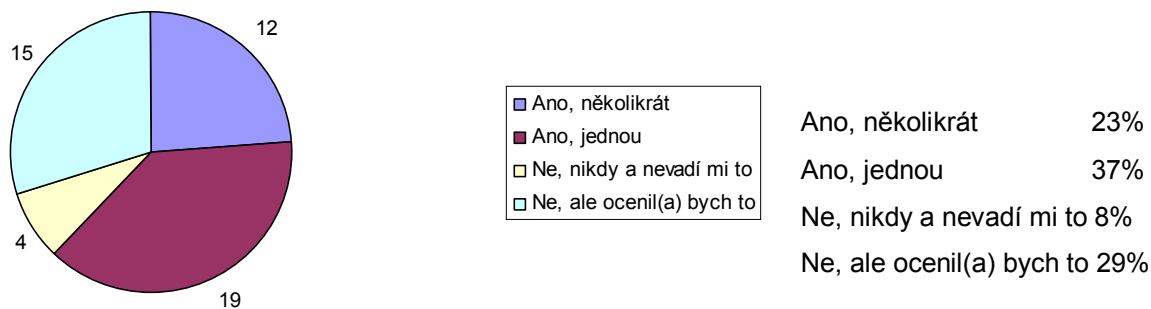 12
15
4
19
Ano, několikrát
Ano, jednou
Ne, nikdy a nevadí mi to
Ne, ale ocenil(a) bych to
Ano, několikrát 23%
Ano, jednou 37%
Ne, nikdy a nevadí mi to 8%
Ne, ale ocenil(a) bych to 29%